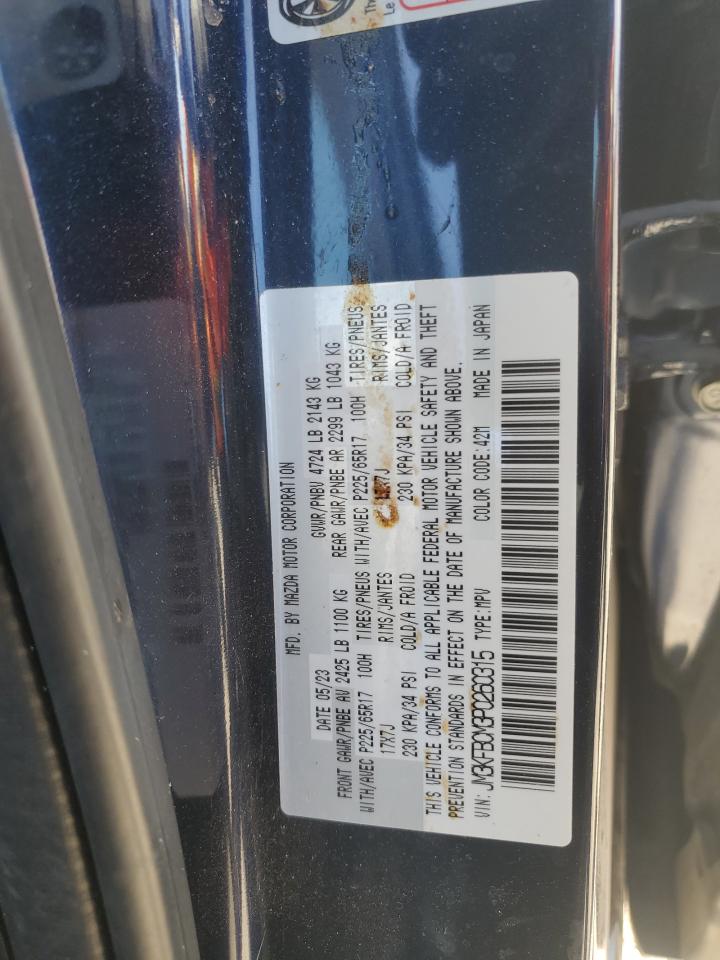 MFD. BY MAZDA MOTOR CORPORATION
DATE 05/23 GVWR/PNBV 4724 LB 2143 KG
FRONT GAWR/PNBE AV 2425 LB 1100 KG REAR GAWR/PNBE AR 2299 LB 1043 KG
WITH/AVEC P225/65R17 100H TIRES/PNEUS WITH/AVEC P225/65R17 100H TIRES/PNEUS
17X7J RIMS/JANTES RIMS/JANTES
230 KPA/34 PSI COLD/A FROID 230 KPA/34 PSI COLD/A FROID
THIS VEHICLE CONFORMS TO ALL APPLICABLE FEDERAL MOTOR VEHICLE SAFETY AND THEFT
PREVENTION STANDARDS IN EFFECT ON THE DATE OF MANUFACTURE SHOWN ABOVE.
VIN: JM3KFBCM3P0260315 TYPE:MPV COLOR CODE:42M MADE IN JAPAN